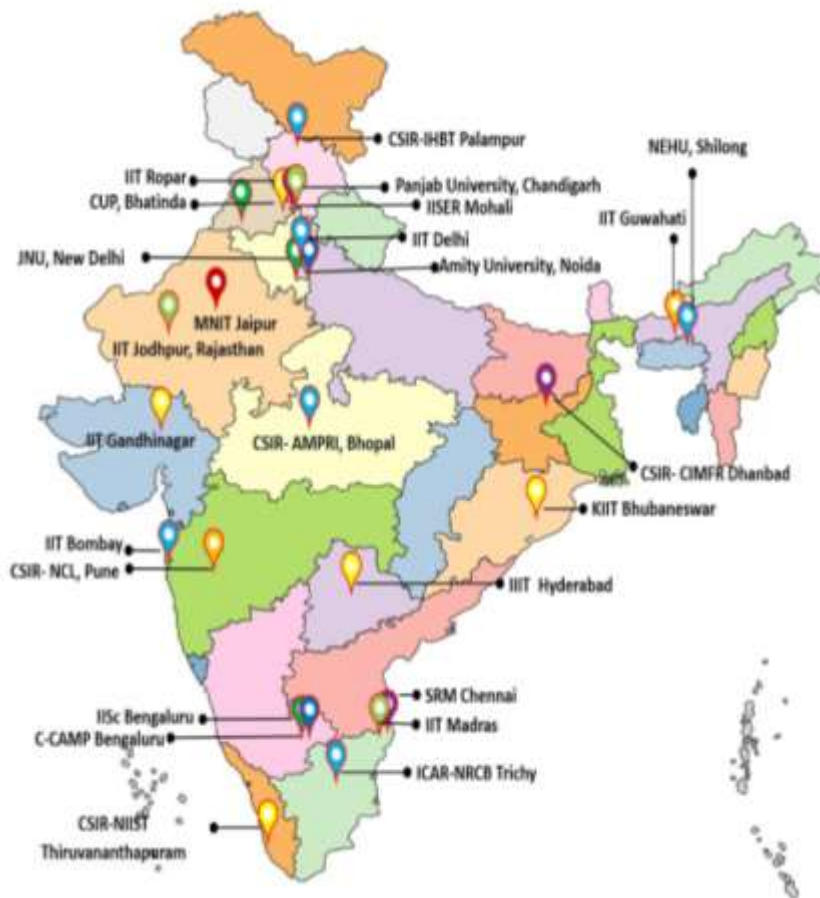 CSIR-IHBT Palampur
NEHU, Shilong
IIT Ropar
Panjab University, Chandigarh
CUP, Bhatinda
IISER Mohali
IIT Guwahati
IIT Delhi
JNU, New Delhi
Amity University, Noida
MNIT Jaipur
IIT Jodhpur, Rajasthan
IIT Gandhinagar
CSIR- AMPRI, Bhopal
CSIR- CIMFR Dhanbad
KIIT Bhubaneswar
IIT Bombay
CSIR- NCL, Pune
IIIT Hyderabad
SRM Chennai
IISc Bengaluru
IIT Madras
C-CAMP Bengaluru
ICAR-NRCB Trichy
CSIR-NIIST
Thiruvananthapuram